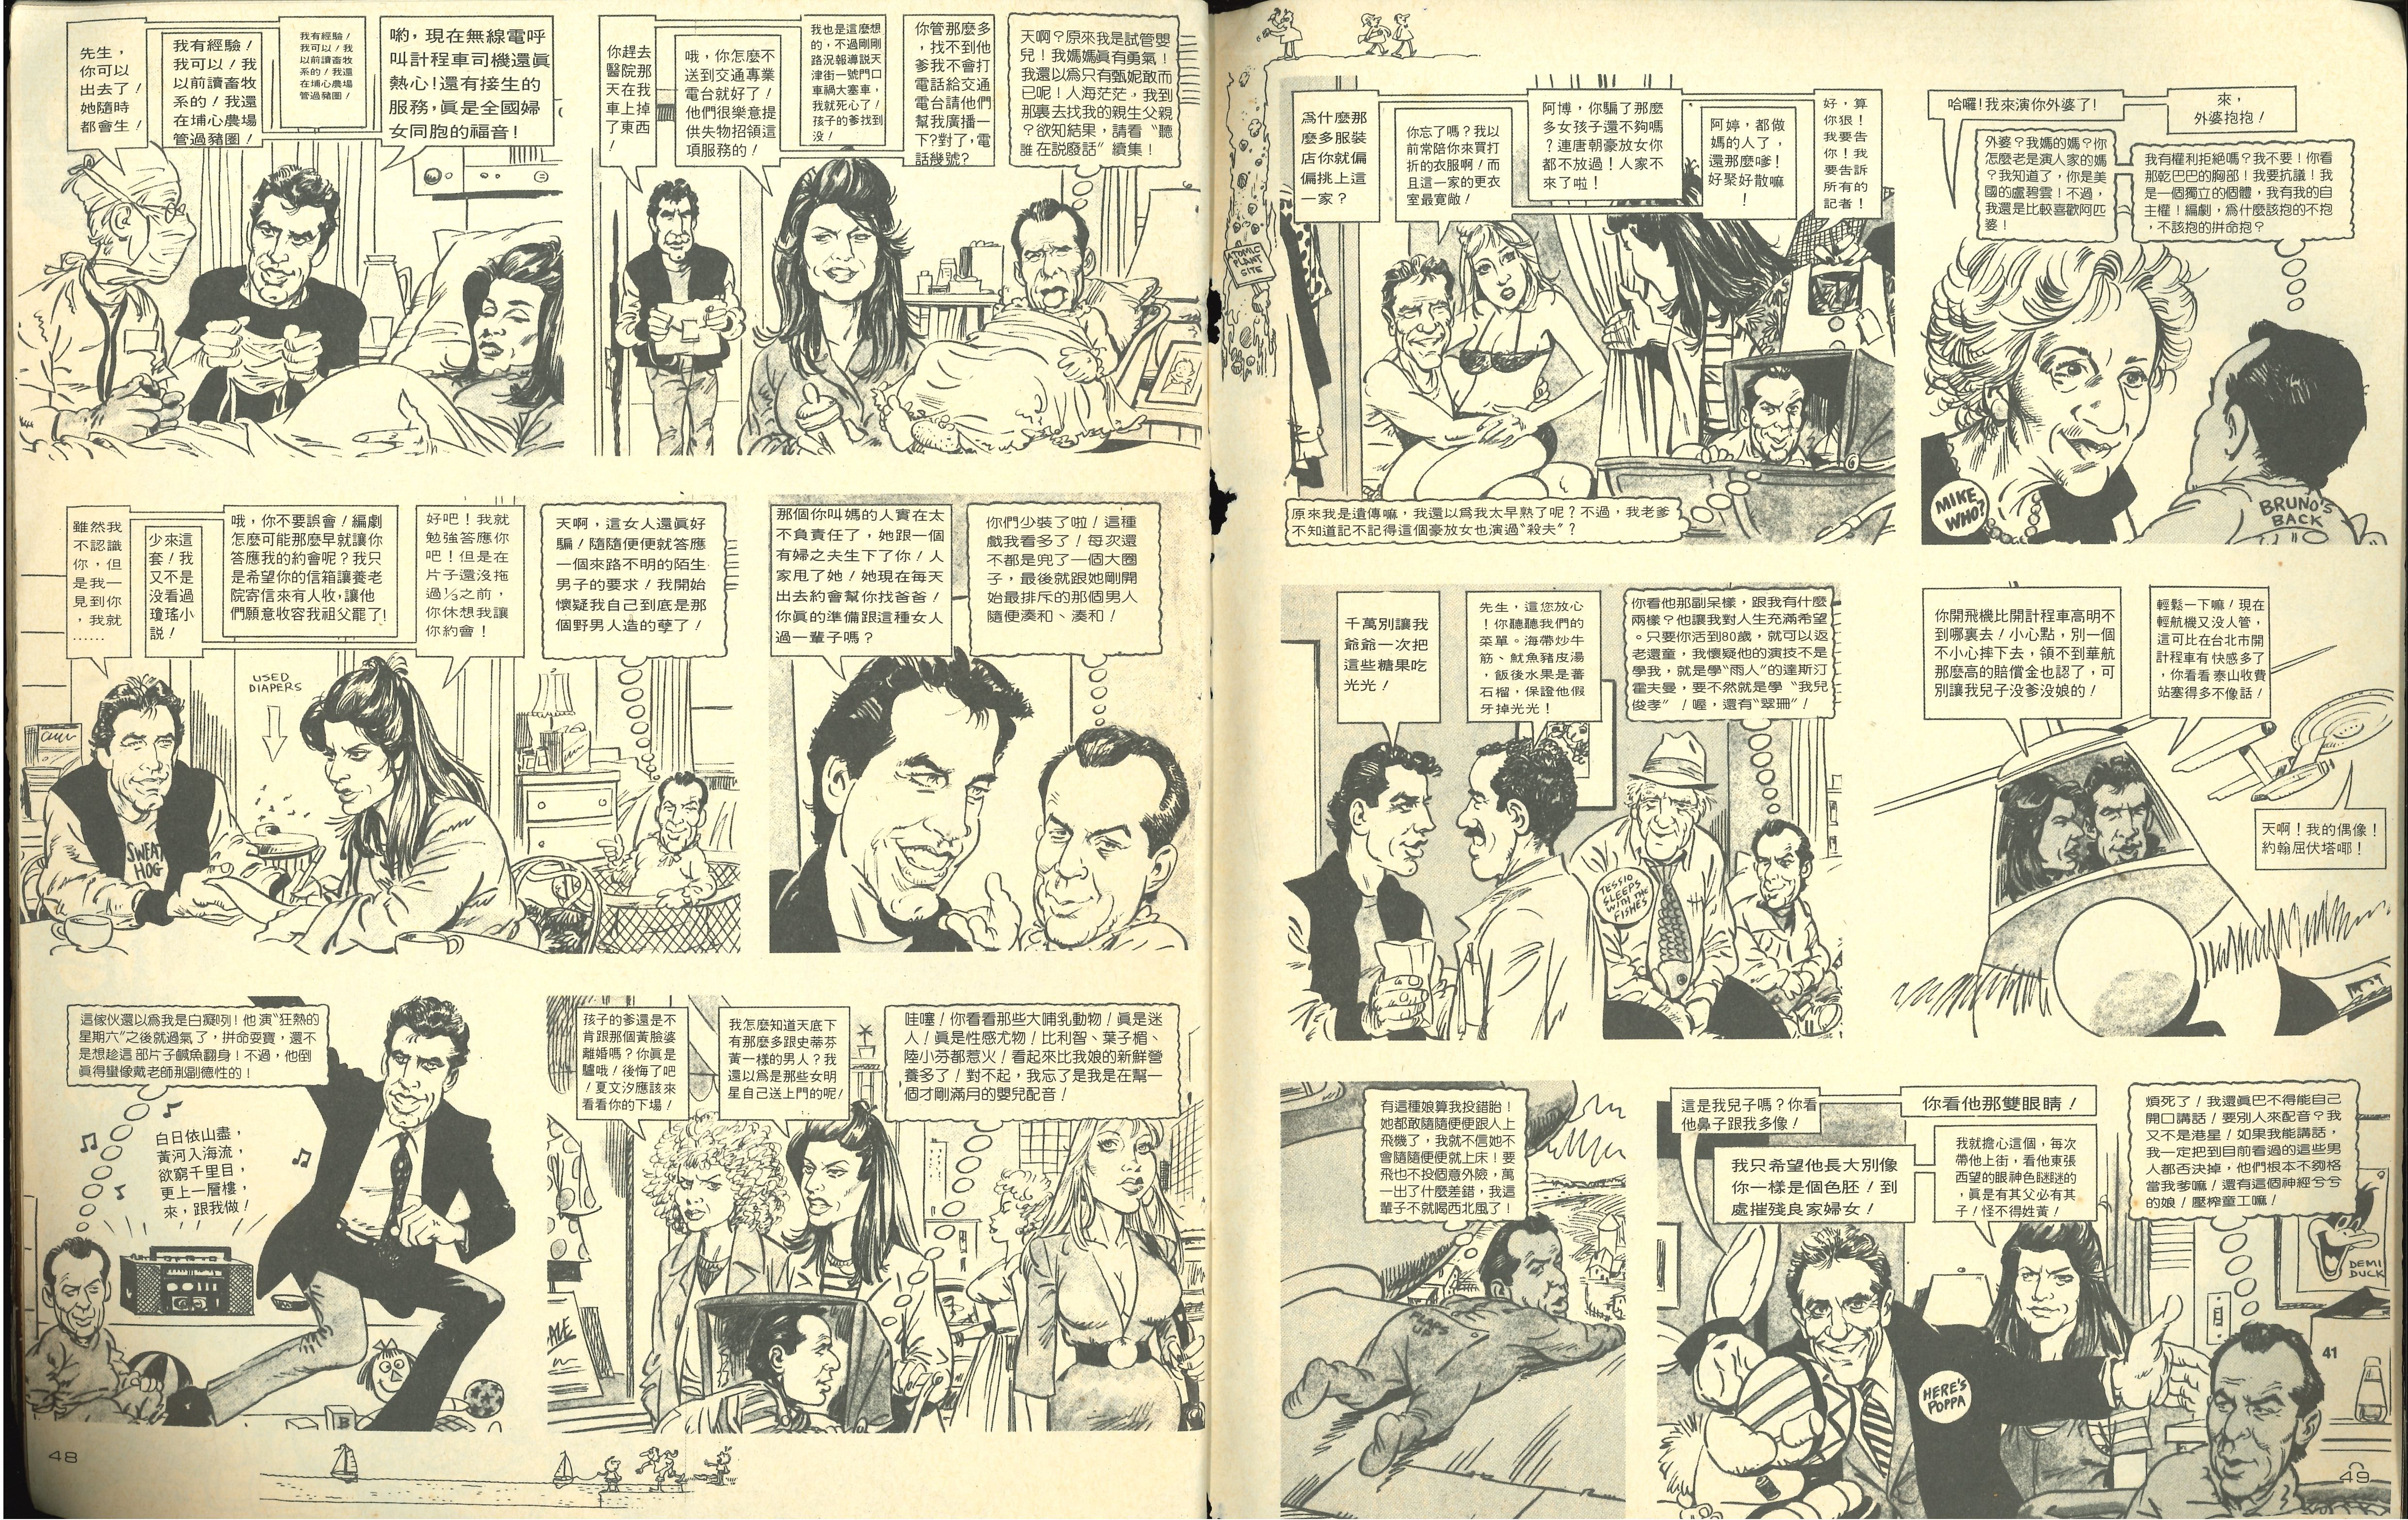 先生，
你可以
出去了！
她隨時
都會生！
我有經驗！
我可以！我
以前讀畜牧
系的！我還
在埔心農場
管過豬圈！
我有經驗！
我可以！我
以前讀畜牧
系的！我還
在埔心農場
管過豬圈！
喲，現在無線電呼
叫計程車司機還眞
熱心！還有接生的
服務，眞是全國婦
女同胞的福音！
你趕去
醫院那
天在我
車上掉
了東西
！
哦，你怎麼不
送到交通專業
電台就好了！
他們很樂意提
供失物招領這
項服務的！
我也是這麼想
的，不過剛剛
路況報導説天
津街一號門口
車禍大塞車，
我就死心了！
孩子的爹找到
没！
你管那麼多
，找不到他
爹我不會打
電話給交通
電台請他們
幫我廣播一
下？對了，電
話幾號？
天啊？原來我是試管嬰
兒！我媽媽眞有勇氣！
我還以爲只有甄妮敢而
已呢！人海茫茫，我到
那裏去找我的親生父親
？欲知結果，請看“聽
誰在説廢話”續集！
雖然我
不認識
你，但
是我一
見到你
，我就
……
少來這
套！我
又不是
没看過
瓊瑤小
説！
哦，你不要誤會！編劇
怎麼可能那麼早就讓你
答應我的約會呢？我只
是希望你的信箱讓養老
院寄信來有人收，讓他
們願意收容我祖父罷了！
好吧！我就
勉強答應你
吧！但是在
片子還没拖
過⅓之前，
你休想我讓
你約會！
天啊，這女人還眞好
騙！隨隨便便就答應
一個來路不明的陌生
男子的要求！我開始
懷疑我自己到底是那
個野男人造的孽了！
USED
DIAPERS
SWEAT
HOG
那個你叫媽的人實在太
不負責任了，她跟一個
有婦之夫生下了你！人
家甩了她！她現在每天
出去約會幫你找爸爸！
你眞的準備跟這種女人
過一輩子嗎？
你們少裝了啦！這種
戲我看多了！每次還
不都是兜了一個大圈
子，最後就跟她剛開
始最排斥的那個男人
隨便湊和、湊和！
這傢伙還以爲我是白癡咧！他演“狂熱的
星期六”之後就過氣了，拼命耍寶，還不
是想趁這部片子鹹魚翻身！不過，他倒
眞得蠻像戴老師那副德性的！
白日依山盡，
黃河入海流，
欲窮千里目，
更上一層樓，
來，跟我做！
B
孩子的爹還是不
肯跟那個黃臉婆
離婚嗎？你眞是
驢哦！後悔了吧
！夏文汐應該來
看看你的下場！
我怎麼知道天底下
有那麼多跟史蒂芬
黃一樣的男人？我
還以爲是那些女明
星自己送上門的呢！
哇噻！你看看那些大哺乳動物！眞是迷
人！眞是性感尤物！比利智、葉子楣、
陸小芬都惹火！看起來比我娘的新鮮營
養多了！對不起，我忘了是我是在幫一
個才剛滿月的嬰兒配音！
48
ATOMIC
PLANT
SITE
爲什麼那
麼多服裝
店你就偏
偏挑上這
一家？
你忘了嗎？我以
前常陪你來買打
折的衣服啊！而
且這一家的更衣
室最寬敞！
阿博，你騙了那麼
多女孩子還不夠嗎
？連唐朝豪放女你
都不放過！人家不
來了啦！
阿婷，都做
媽的人了，
還那麼嗲！
好聚好散嘛
！
好，算
你狠！
我要告
你！我
要告訴
所有的
記者！
原來我是遺傳嘛，我還以爲我太早熟了呢？不過，我老爹
不知道記不記得這個豪放女也演過“殺夫”？
哈囉！我來演你外婆了！
來，
外婆抱抱！
外婆？我媽的媽？你
怎麼老是演人家的媽
？我知道了，你是美
國的盧碧雲！不過，
我還是比較喜歡阿匹
婆！
我有權利拒絕嗎？我不要！你看
那乾巴巴的胸部！我要抗議！我
是一個獨立的個體，我有我的自
主權！編劇，爲什麼該抱的不抱
，不該抱的拼命抱？
MIKE
WHO?
BRUNO'S
BACK
千萬別讓我
爺爺一次把
這些糖果吃
光光！
先生，這您放心
！你聽聽我們的
菜單。海帶炒牛
筋、魷魚豬皮湯
，飯後水果是蕃
石榴，保證他假
牙掉光光！
你看他那副呆樣，跟我有什麼
兩樣？他讓我對人生充滿希望
。只要你活到80歲，就可以返
老還童，我懷疑他的演技不是
學我，就是學“雨人”的達斯汀
霍夫曼，要不然就是學“我兒
俊孝”！喔，還有“翠珊”！
TESSIO
SLEEPS
WITH THE
FISHES
你開飛機比開計程車高明不
到哪裏去！小心點，別一個
不小心摔下去，領不到華航
那麼高的賠償金也認了，可
別讓我兒子没爹没娘的！
輕鬆一下嘛！現在
輕航機又没人管，
這可比在台北市開
計程車有快感多了
，你看看泰山收費
站塞得多不像話！
天啊！我的偶像！
約翰屈伏塔耶！
有這種娘算我投錯胎！
她都敢隨隨便便跟人上
飛機了，我就不信她不
會隨隨便便就上床！要
飛也不投個意外險，萬
一出了什麼差錯，我這
輩子不就喝西北風了！
FLAPS
UP
這是我兒子嗎？你看
他鼻子跟我多像！
我只希望他長大別像
你一樣是個色胚！到
處摧殘良家婦女！
你看他那雙眼睛！
我就擔心這個，每次
帶他上街，看他東張
西望的眼神色瞇瞇的
，眞是有其父必有其
子！怪不得姓黃！
煩死了！我還眞巴不得能自己
開口講話！要別人來配音？我
又不是港星！如果我能講話，
我一定把到目前看過的這些男
人都否決掉，他們根本不夠格
當我爹嘛！還有這個神經兮兮
的娘！壓榨童工嘛！
DEMI
DUCK
HERE'S
POPPA
41
49